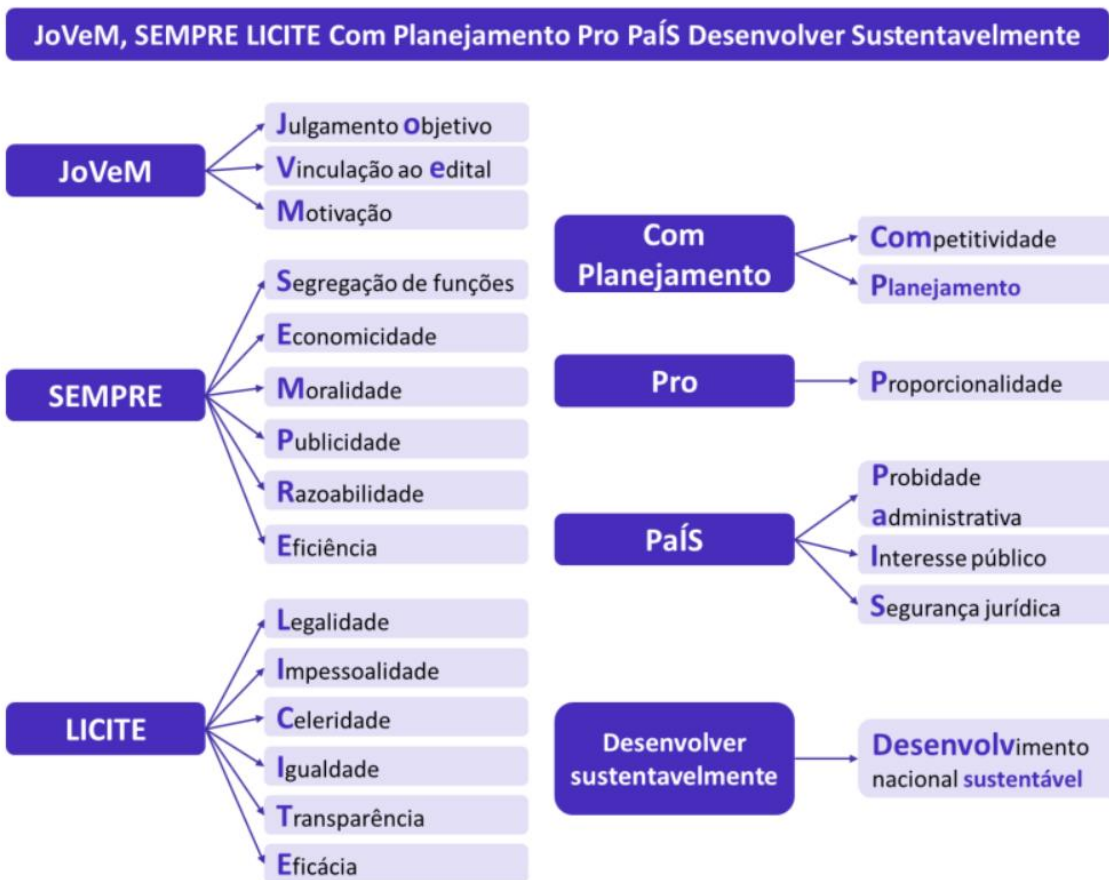 JoVeM, SEMPRE LICITE Com Planejamento Pro PaÍS Desenvolver Sustentavelmente
JoVeM
Julgamento objetivo
Vinculação ao edital
Motivação
SEMPRE
Segregação de funções
Economicidade
Moralidade
Publicidade
Razoabilidade
Eficiência
LICITE
Legalidade
Impessoalidade
Celeridade
Igualdade
Transparência
Eficácia
Com
Planejamento
Competitividade
Planejamento
Pro
Proporcionalidade
PaÍS
Probidade
administrativa
Interesse público
Segurança jurídica
Desenvolver
sustentavelmente
Desenvolvimento
nacional sustentável